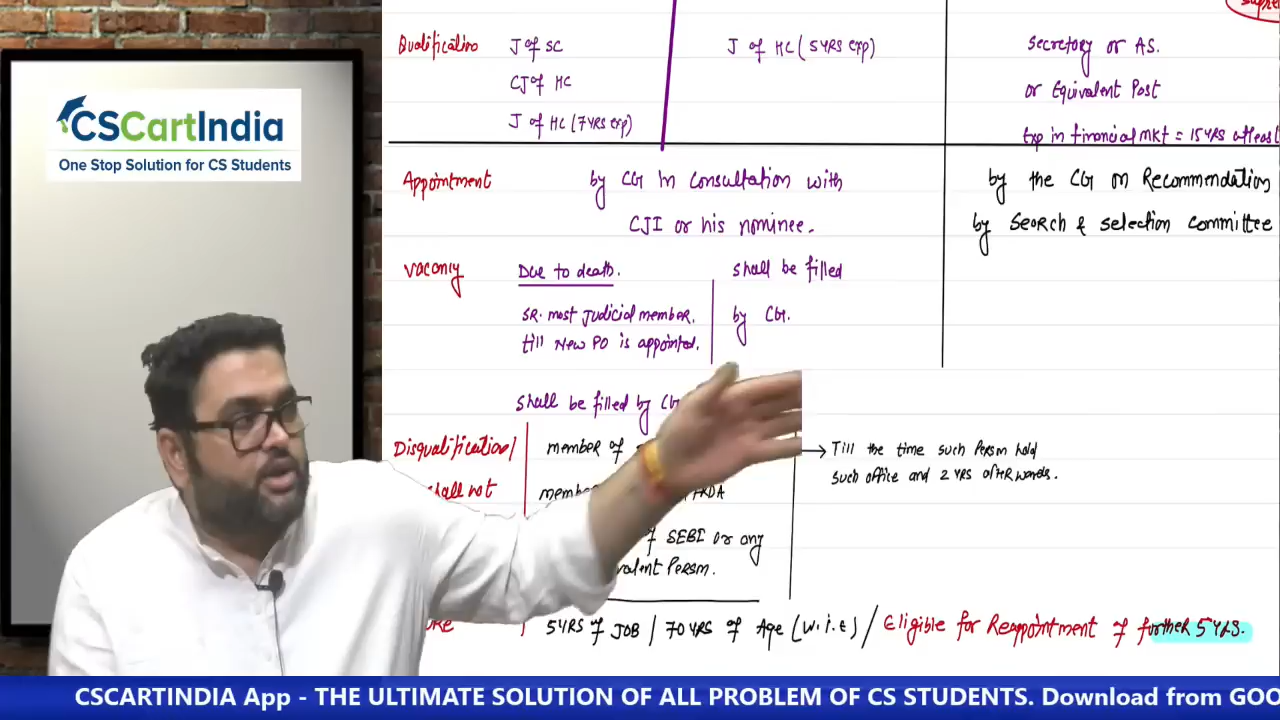 CSCartIndia
One Stop Solution for CS Students
Qualification
J of SC
CJ of HC
J of HC (7 YRS exp)
J of HC (5 YRS exp)
Secretary or AS.
or Equivalent Post
Exp in financial MKt = 15 YRS atleast
Appointment
by CG in consultation with
CJI or his nominee.
by the CG on Recommendation
by Search & selection committee
Vacancy
Due to death.
SR. most Judicial member.
till New PO is appointed.
shall be filled
by CG.
shall be filled by CG
Disqualification/
shall not
member of
SEBI or any
Person.
→ Till the time such Person hold
such office and 2 YRS afterwards.
5 YRS of JOB / 70 YRS of Age (W.I.E) / Eligible for Reappointment of further 5 YRS.
CSCARTINDIA App - THE ULTIMATE SOLUTION OF ALL PROBLEM OF CS STUDENTS. Download from GOO